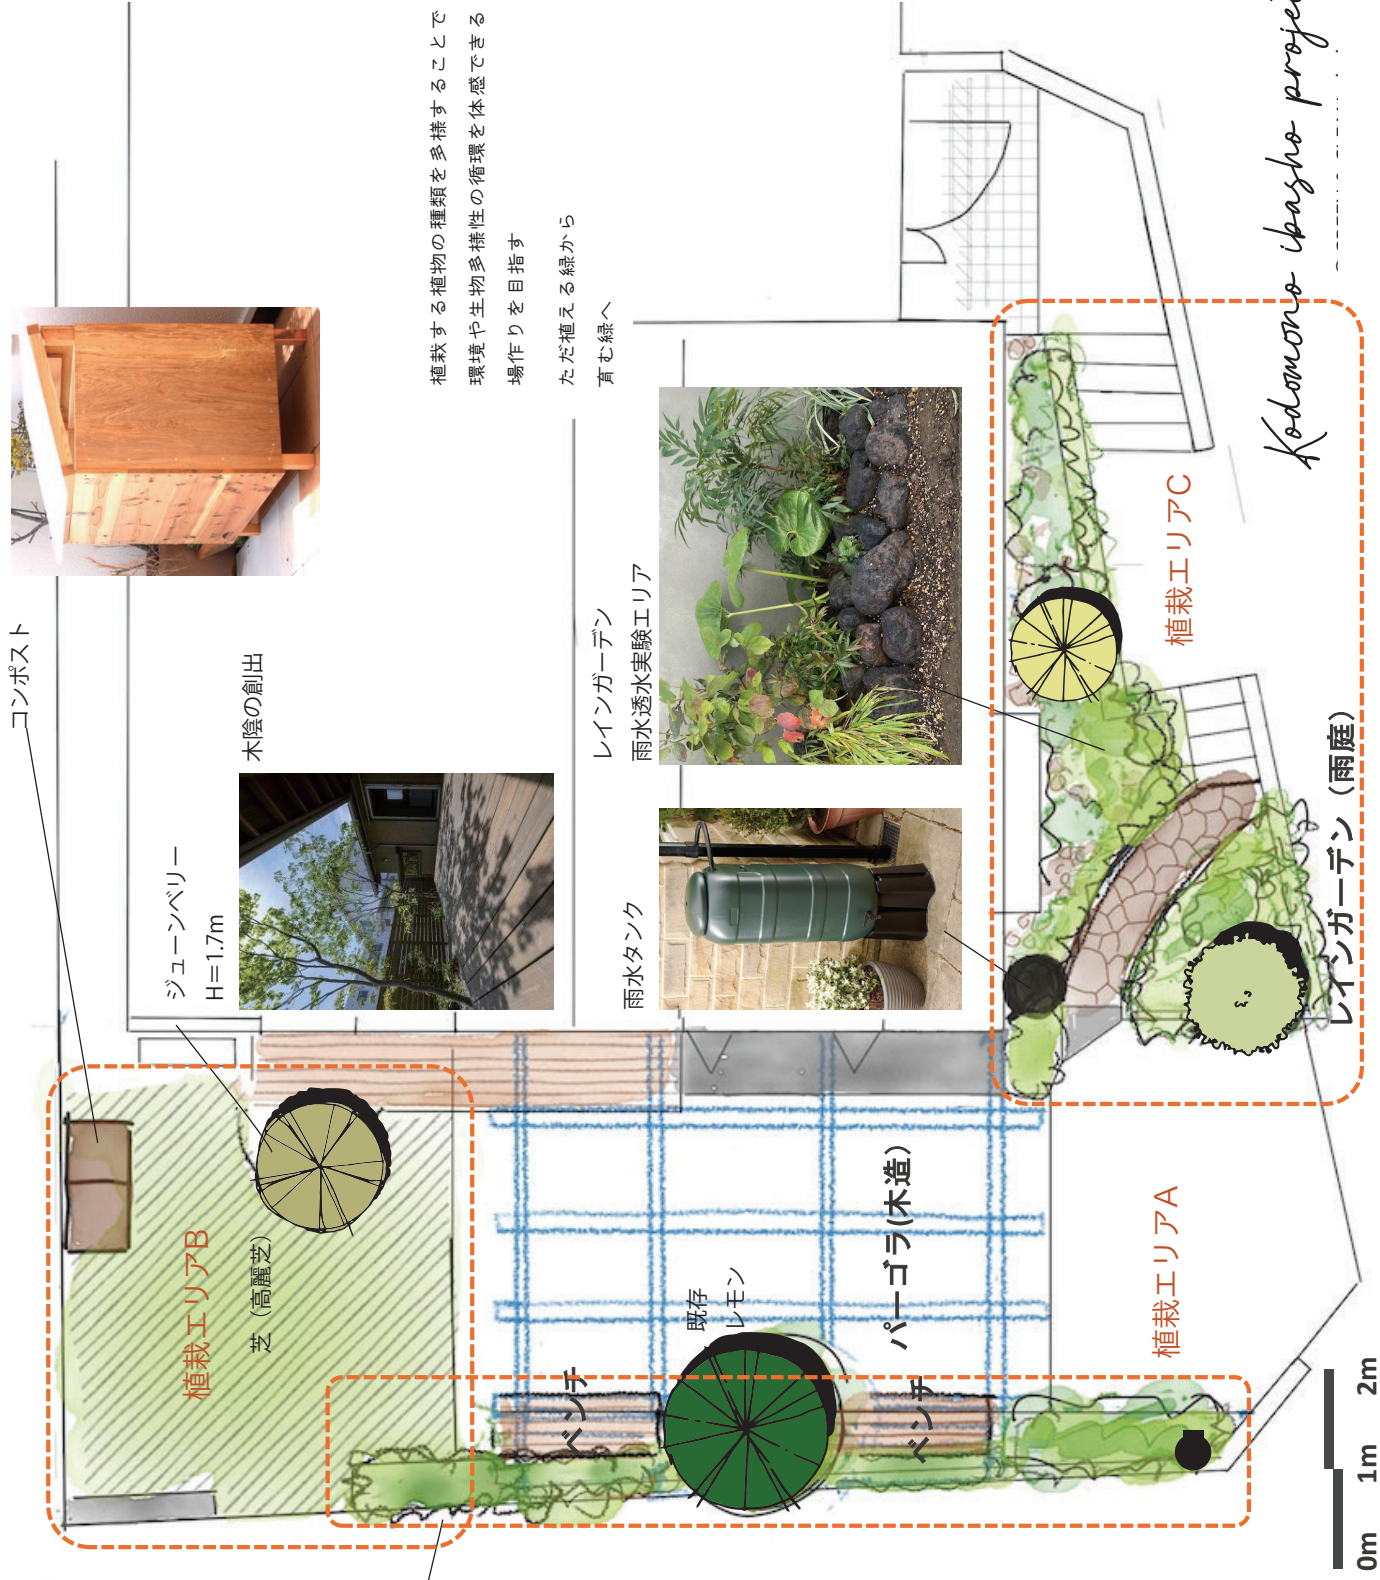 コンポスト
ジューンベリー
H＝1.7m
木陰の創出
植栽する植物の種類を多様することで
環境や生物多様性の循環を体感できる
場作りを目指す
ただ植える緑から
育む緑へ
レインガーデン
雨水透水実験エリア
雨水タンク
植栽エリアB
芝（高麗芝）
ベンチ
既存
レモン
パーゴラ(木造)
ベンチ
植栽エリアA
植栽エリアC
レインガーデン（雨庭）
Kodomono ibasho
0m 1m 2m